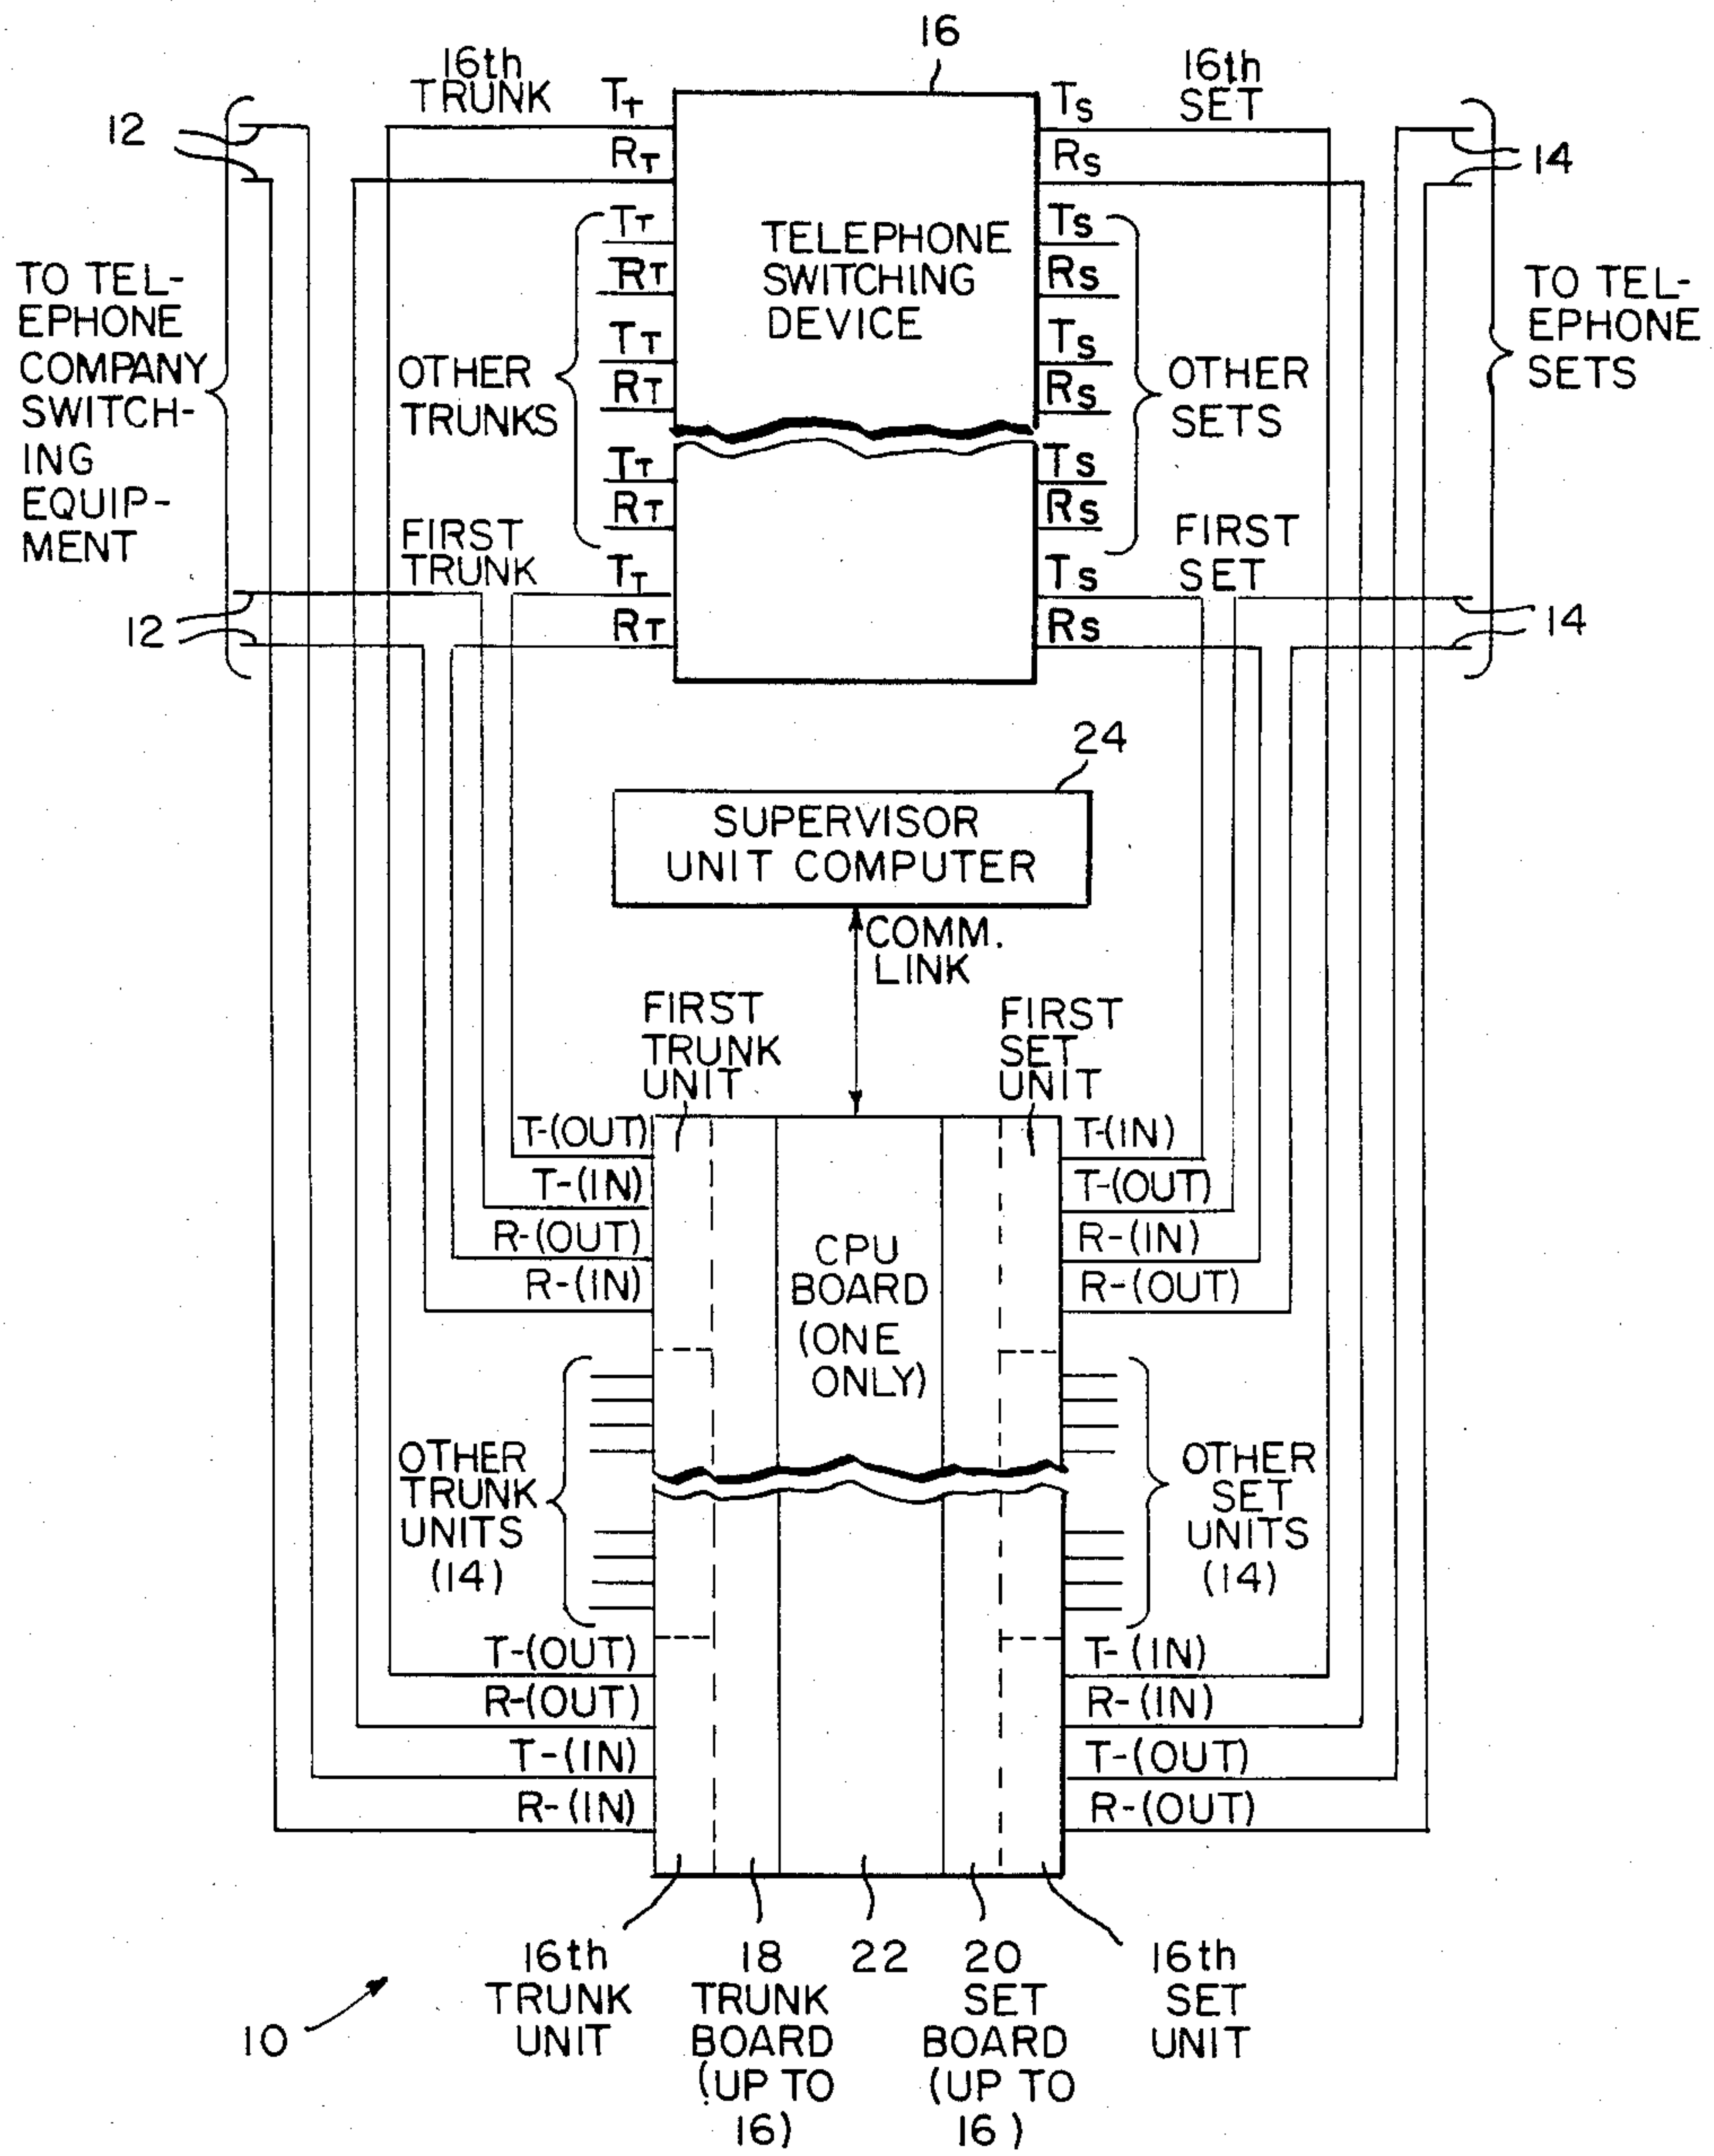 16
16th
TRUNK
TT
RT
TS
RS
16th
SET
12
14
TT
RT
TT
RT
TT
RT
OTHER
TRUNKS
TELEPHONE
SWITCHING
DEVICE
TS
RS
TS
RS
TS
RS
OTHER
SETS
TO TEL-
EPHONE
COMPANY
SWITCH-
ING
EQUIP-
MENT
TO TEL-
EPHONE
SETS
FIRST
TRUNK
TT
RT
TS
RS
FIRST
SET
12
14
24
SUPERVISOR
UNIT COMPUTER
COMM.
LINK
FIRST
TRUNK
UNIT
FIRST
SET
UNIT
T-(OUT)
T-(IN)
R-(OUT)
R-(IN)
T-(IN)
T-(OUT)
R-(IN)
R-(OUT)
CPU
BOARD
(ONE
ONLY)
OTHER
TRUNK
UNITS
(14)
OTHER
SET
UNITS
(14)
T-(OUT)
R-(OUT)
T-(IN)
R-(IN)
T-(IN)
R-(IN)
T-(OUT)
R-(OUT)
16th
TRUNK
UNIT
18
TRUNK
BOARD
(UP TO
16)
22
20
SET
BOARD
(UP TO
16)
16th
SET
UNIT
10